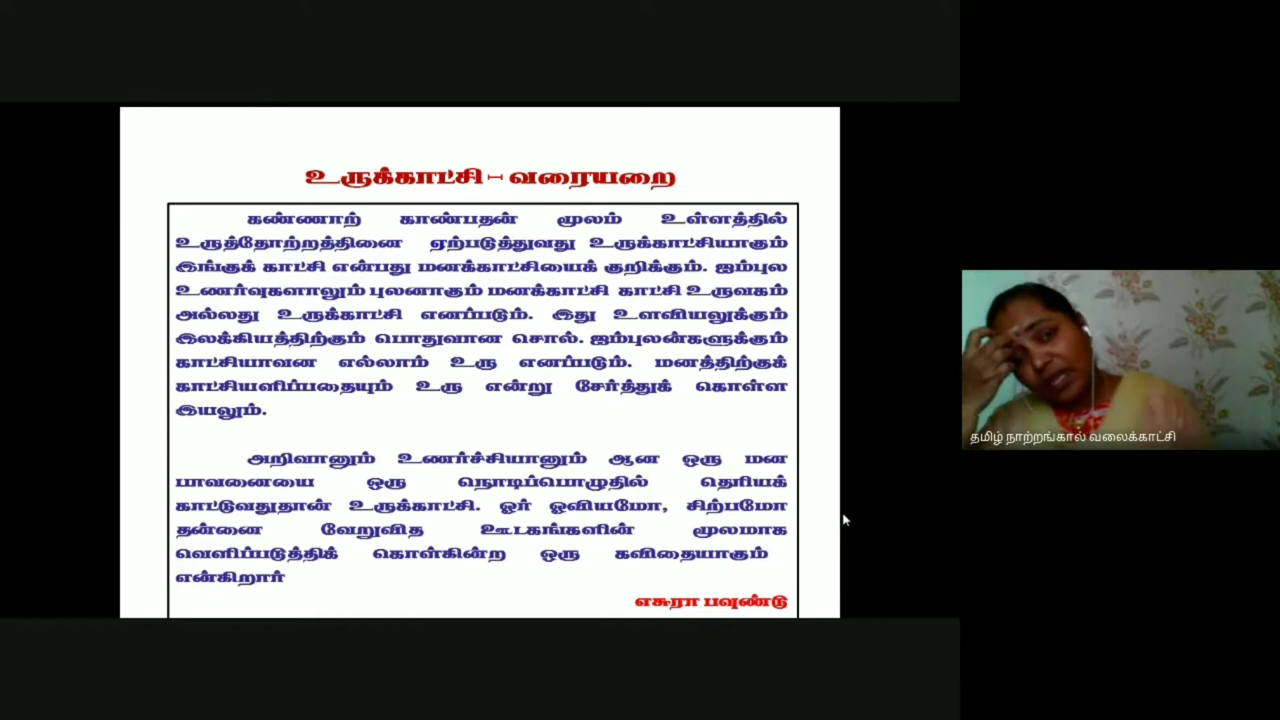 உருக்காட்சி – வரையறை
கண்ணாற் காண்பதன் மூலம் உள்ளத்தில்
உருத்தோற்றத்தினை ஏற்படுத்துவது உருக்காட்சியாகும்
இங்குக் காட்சி என்பது மனக்காட்சியைக் குறிக்கும். ஐம்புல
உணர்வுகளாலும் புலனாகும் மனக்காட்சி காட்சி உருவகம்
அல்லது உருக்காட்சி எனப்படும். இது உளவியலுக்கும்
இலக்கியத்திற்கும் பொதுவான சொல். ஐம்புலன்களுக்கும்
காட்சியாவன எல்லாம் உரு எனப்படும். மனத்திற்குக்
காட்சியளிப்பதையும் உரு என்று சேர்த்துக் கொள்ள
இயலும்.
அறிவானும் உணர்ச்சியானும் ஆன ஒரு மன
பாவனையை ஒரு நொடிப்பொழுதில் தெரியக்
காட்டுவதுதான் உருக்காட்சி. ஓர் ஓவியமோ, சிற்பமோ
தன்னை வேறுவித ஊடகங்களின் மூலமாக
வெளிப்படுத்திக் கொள்கின்ற ஒரு கவிதையாகும்
என்கிறார்
எசுரா பவுண்டு
தமிழ் நாற்றங்கால் வலைக்காட்சி